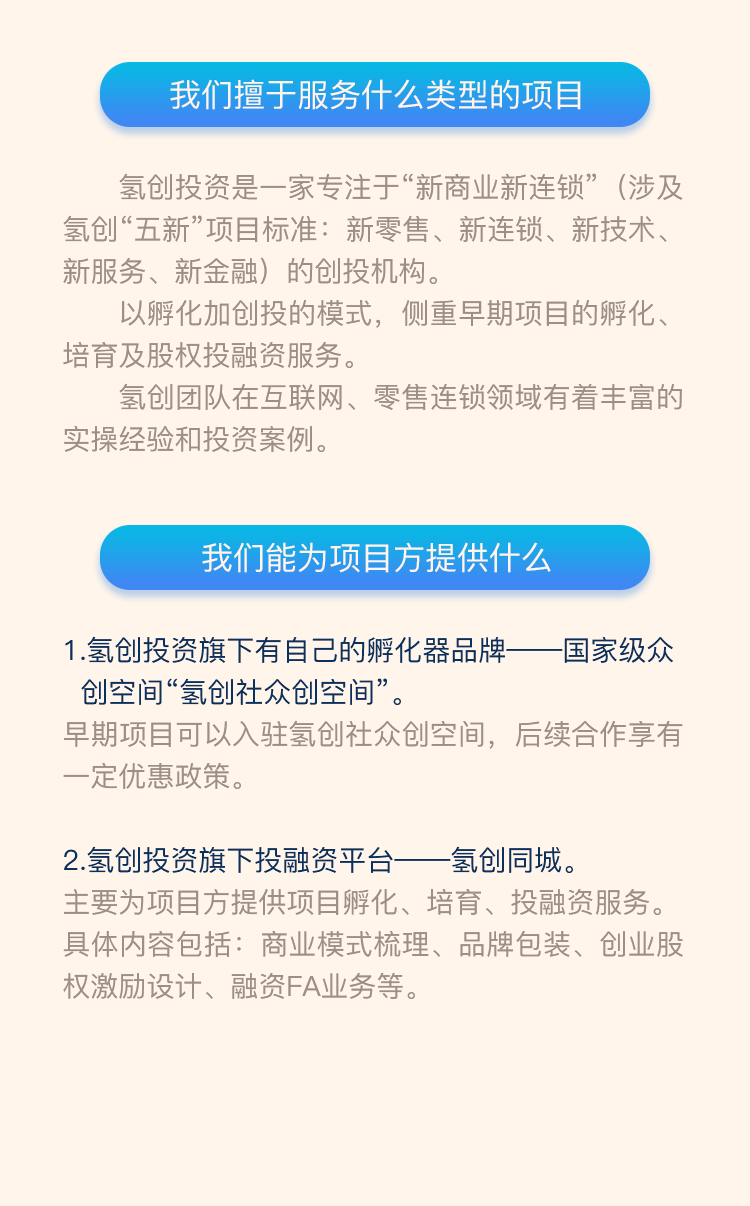 我们擅于服务什么类型的项目
氢创投资是一家专注于“新商业新连锁”（涉及
氢创“五新”项目标准：新零售、新连锁、新技术、
新服务、新金融）的创投机构。
以孵化加创投的模式，侧重早期项目的孵化、
培育及股权投融资服务。
氢创团队在互联网、零售连锁领域有着丰富的
实操经验和投资案例。
我们能为项目方提供什么
1.氢创投资旗下有自己的孵化器品牌——国家级众
创空间“氢创社众创空间”。
早期项目可以入驻氢创社众创空间，后续合作享有
一定优惠政策。
2.氢创投资旗下投融资平台——氢创同城。
主要为项目方提供项目孵化、培育、投融资服务。
具体内容包括：商业模式梳理、品牌包装、创业股
权激励设计、融资FA业务等。